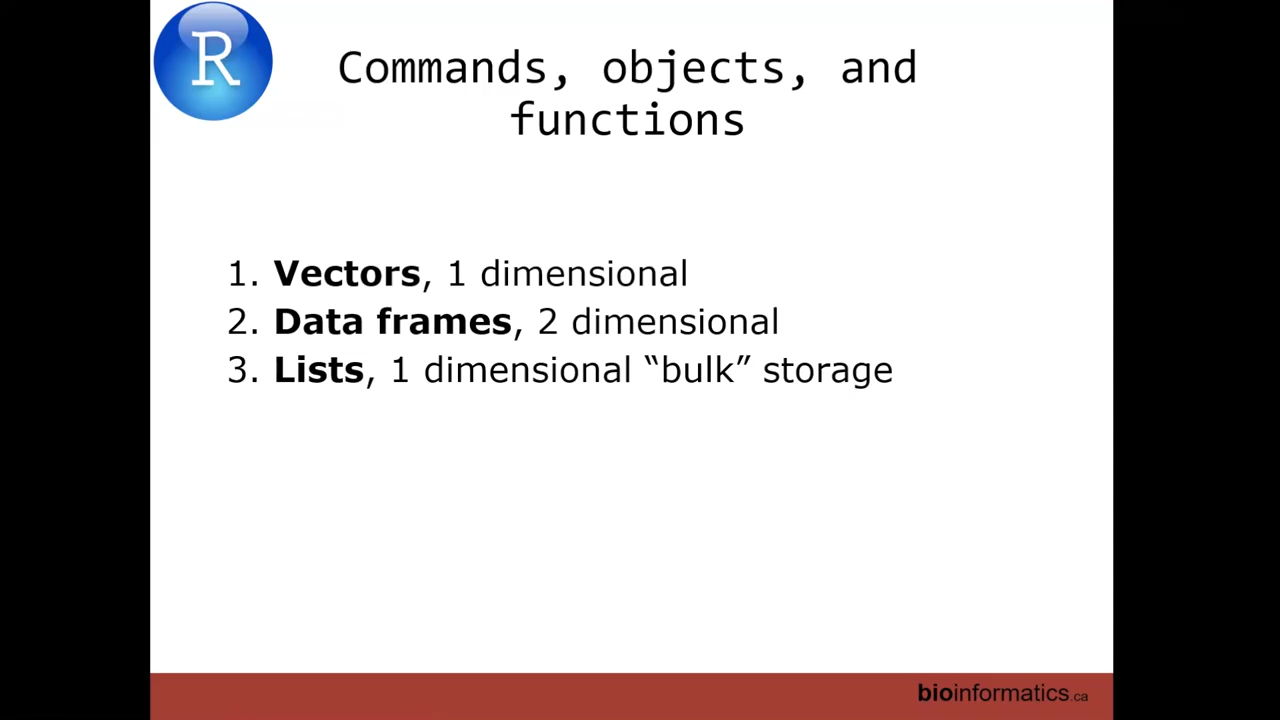 R
Commands, objects, and
functions
1. Vectors, 1 dimensional
2. Data frames, 2 dimensional
3. Lists, 1 dimensional “bulk” storage
bioinformatics.ca